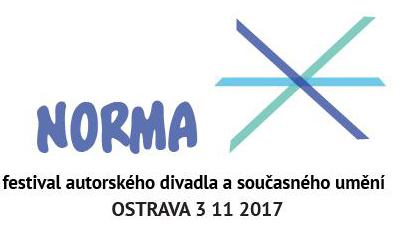 NORMA
festival autorského divadla a současného umění
OSTRAVA 3 11 2017